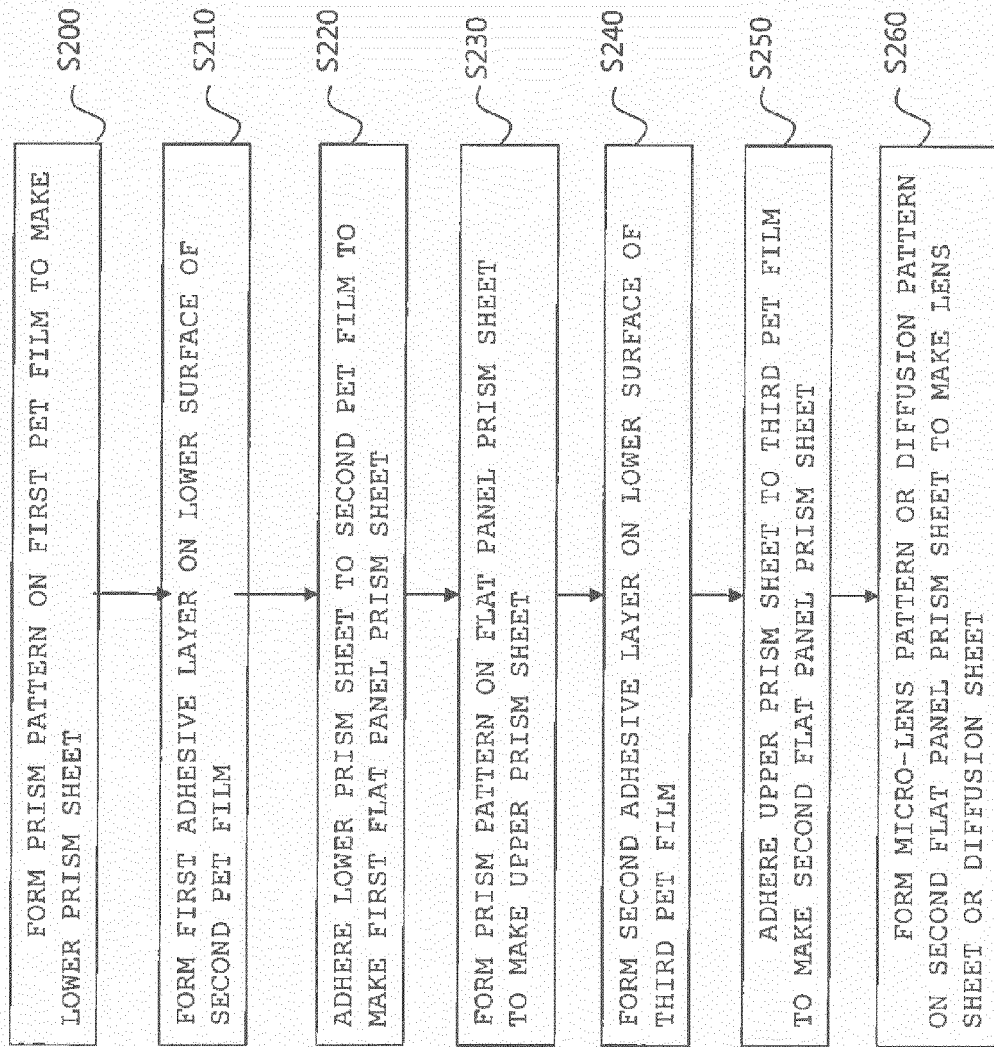 FORM PRISM PATTERN ON FIRST PET FILM TO MAKE
LOWER PRISM SHEET
S200
FORM FIRST ADHESIVE LAYER ON LOWER SURFACE OF
SECOND PET FILM
S210
ADHERE LOWER PRISM SHEET TO SECOND PET FILM TO
MAKE FIRST FLAT PANEL PRISM SHEET
S220
FORM PRISM PATTERN ON FLAT PANEL PRISM SHEET
TO MAKE UPPER PRISM SHEET
S230
FORM SECOND ADHESIVE LAYER ON LOWER SURFACE OF
THIRD PET FILM
S240
ADHERE UPPER PRISM SHEET TO THIRD PET FILM
TO MAKE SECOND FLAT PANEL PRISM SHEET
S250
FORM MICRO-LENS PATTERN OR DIFFUSION PATTERN
ON SECOND FLAT PANEL PRISM SHEET TO MAKE LENS
SHEET OR DIFFUSION SHEET
S260